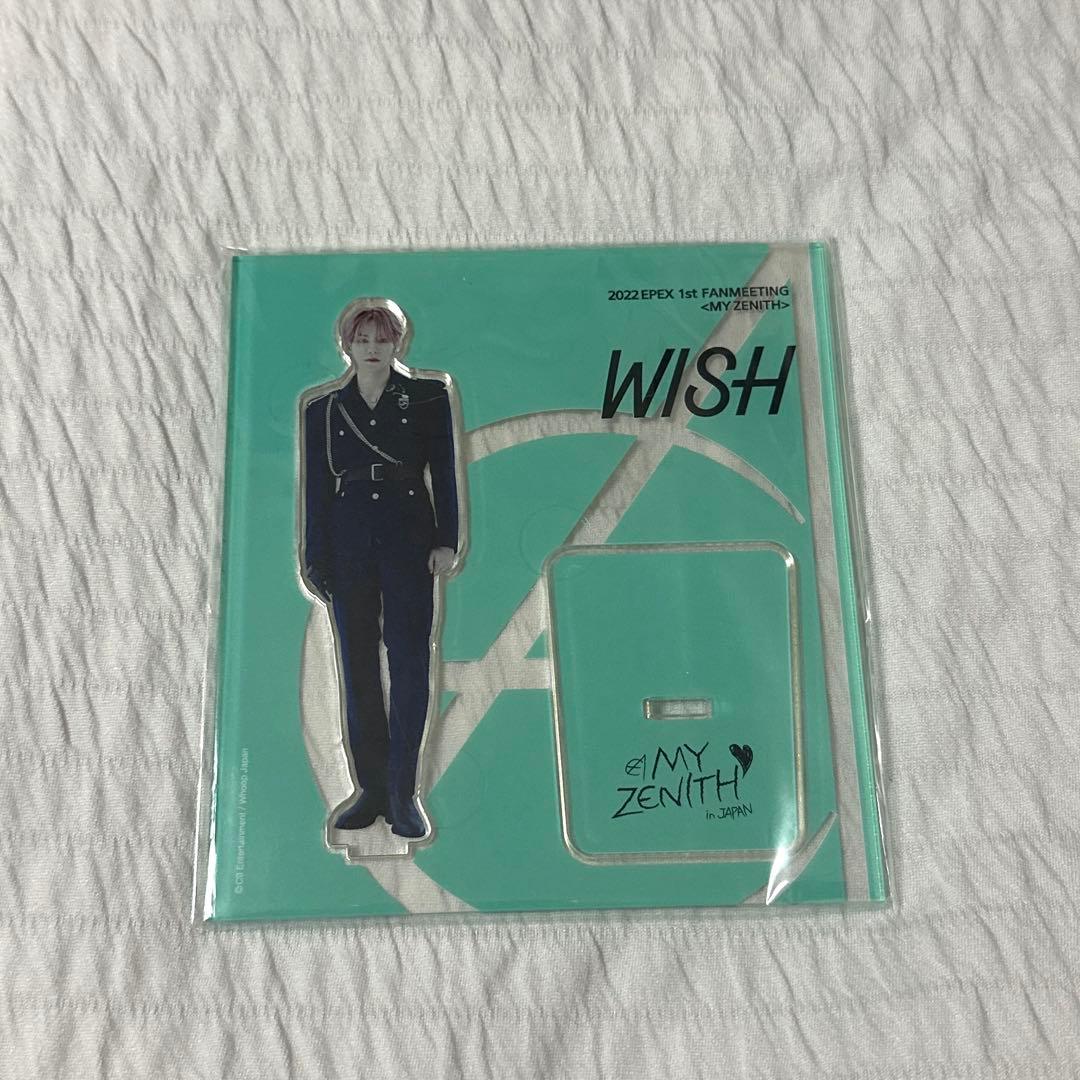 2022 EPEX 1st FANMEETING
<MY ZENITH>
WISH
MY
ZENITH
in JAPAN
© C9 Entertainment / Whoop Japan